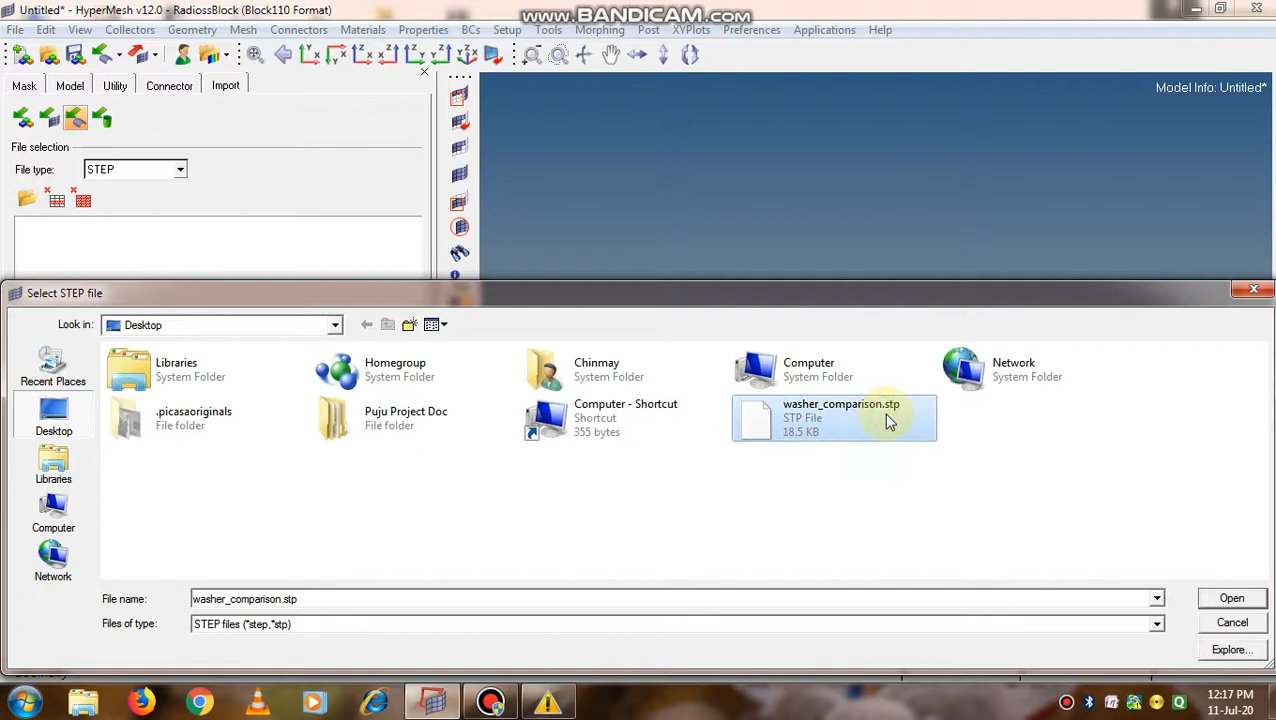 Untitled* - HyperMesh v12.0 - RadiossBlock (Block110 Format)
www.BANDICAM.com
File Edit View Collectors Geometry Mesh Connectors Materials Properties BCs Setup Tools Morphing Post XYPlots Preferences Applications Help
Mask Model Utility Connector Import
Model Info: Untitled*
File selection
File type: STEP
Select STEP file
Look in: Desktop
Recent Places
Desktop
Libraries
Computer
Network
Libraries
System Folder
Homegroup
System Folder
Chinmay
System Folder
Computer
System Folder
Network
System Folder
.picasaoriginals
File folder
Puju Project Doc
File folder
Computer - Shortcut
Shortcut
355 bytes
washer_comparison.stp
STP File
18.5 KB
File name: washer_comparison.stp Open
Files of type: STEP files (*step,*stp) Cancel
Explore...
12:17 PM
11-Jul-20